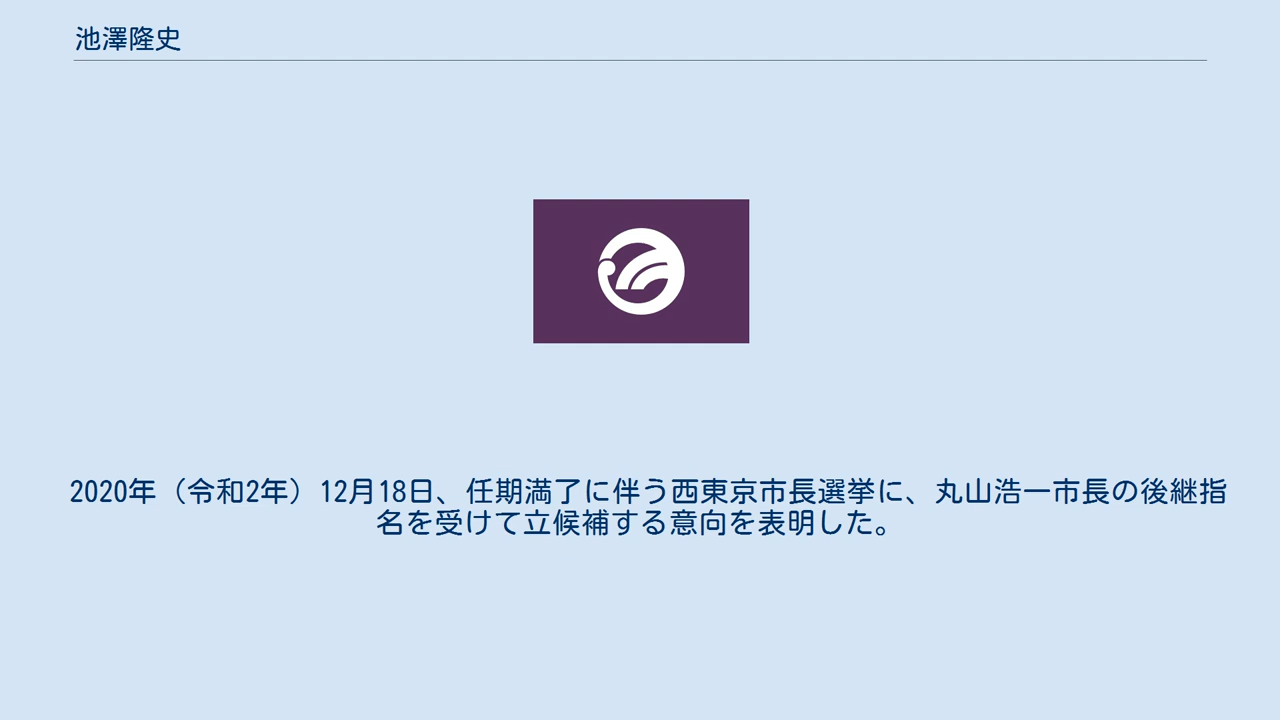 池澤隆史
2020年（令和2年）12月18日、任期満了に伴う西東京市長選挙に、丸山浩一市長の後継指
名を受けて立候補する意向を表明した。